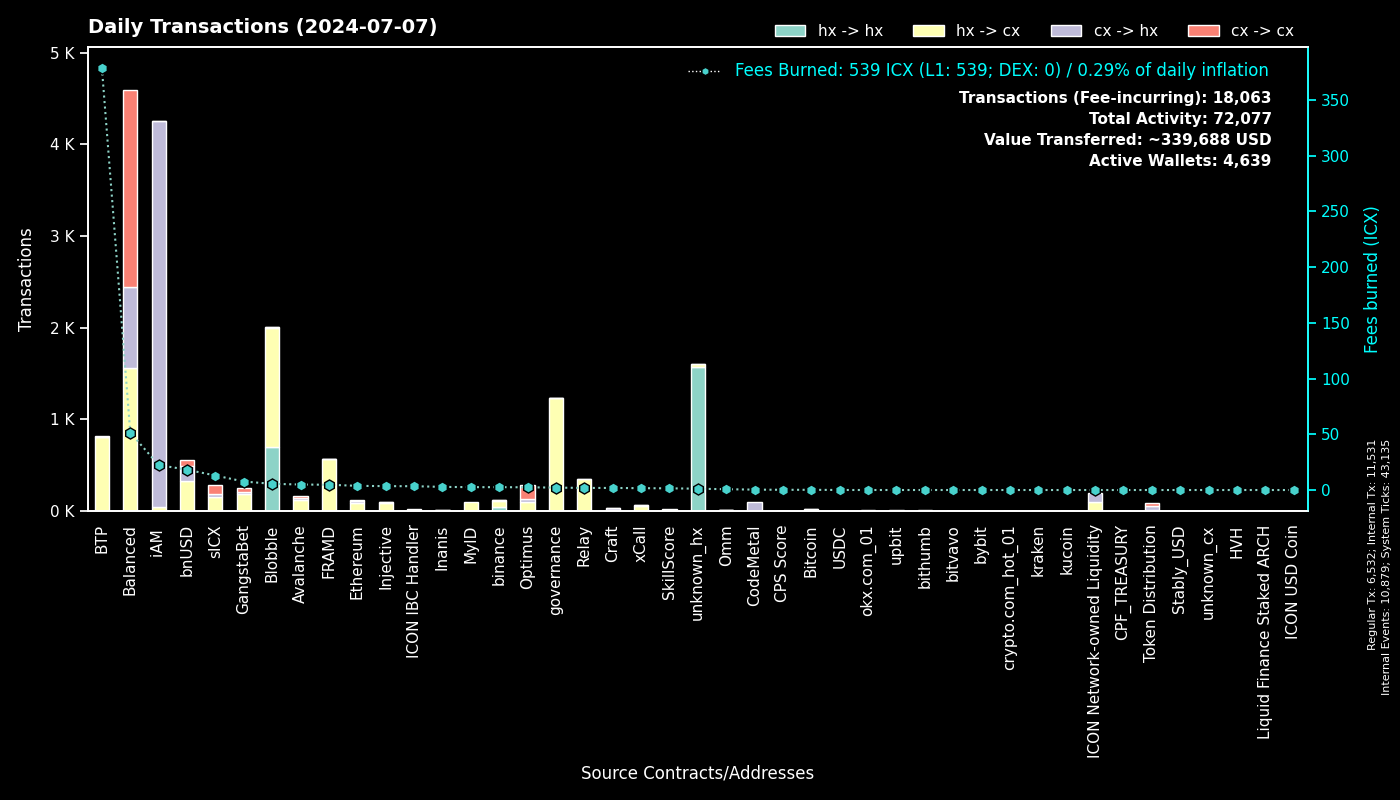 Daily Transactions (2024-07-07)
hx -> hx
hx -> cx
cx -> hx
cx -> cx
Fees Burned: 539 ICX (L1: 539; DEX: 0) / 0.29% of daily inflation
Transactions (Fee-incurring): 18,063
Total Activity: 72,077
Value Transferred: ~339,688 USD
Active Wallets: 4,639
Transactions
5 K
4 K
3 K
2 K
1 K
0 K
Fees burned (ICX)
350
300
250
200
150
100
50
0
BTP
Balanced
IAM
bnUSD
sICX
GangstaBet
Blobble
Avalanche
FRAMD
Ethereum
Injective
ICON IBC Handler
Inanis
MyID
binance
Optimus
governance
Relay
Craft
xCall
SkillScore
unknown_hx
Omm
CodeMetal
CPS Score
Bitcoin
USDC
okx.com_01
upbit
bithumb
bitvavo
bybit
crypto.com_hot_01
kraken
kucoin
ICON Network-owned Liquidity
CPF_TREASURY
Token Distribution
Stably_USD
unknown_cx
HVH
Liquid Finance Staked ARCH
ICON USD Coin
Source Contracts/Addresses
Regular Tx: 6,532; Internal Tx: 11,531
Internal Events: 10,879; System Ticks: 43,135